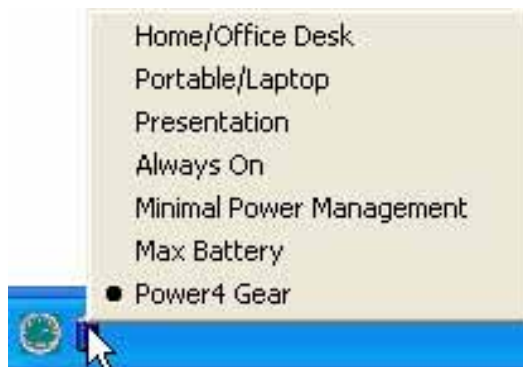 Home/Office Desk
Portable/Laptop
Presentation
Always On
Minimal Power Management
Max Battery
Power4 Gear